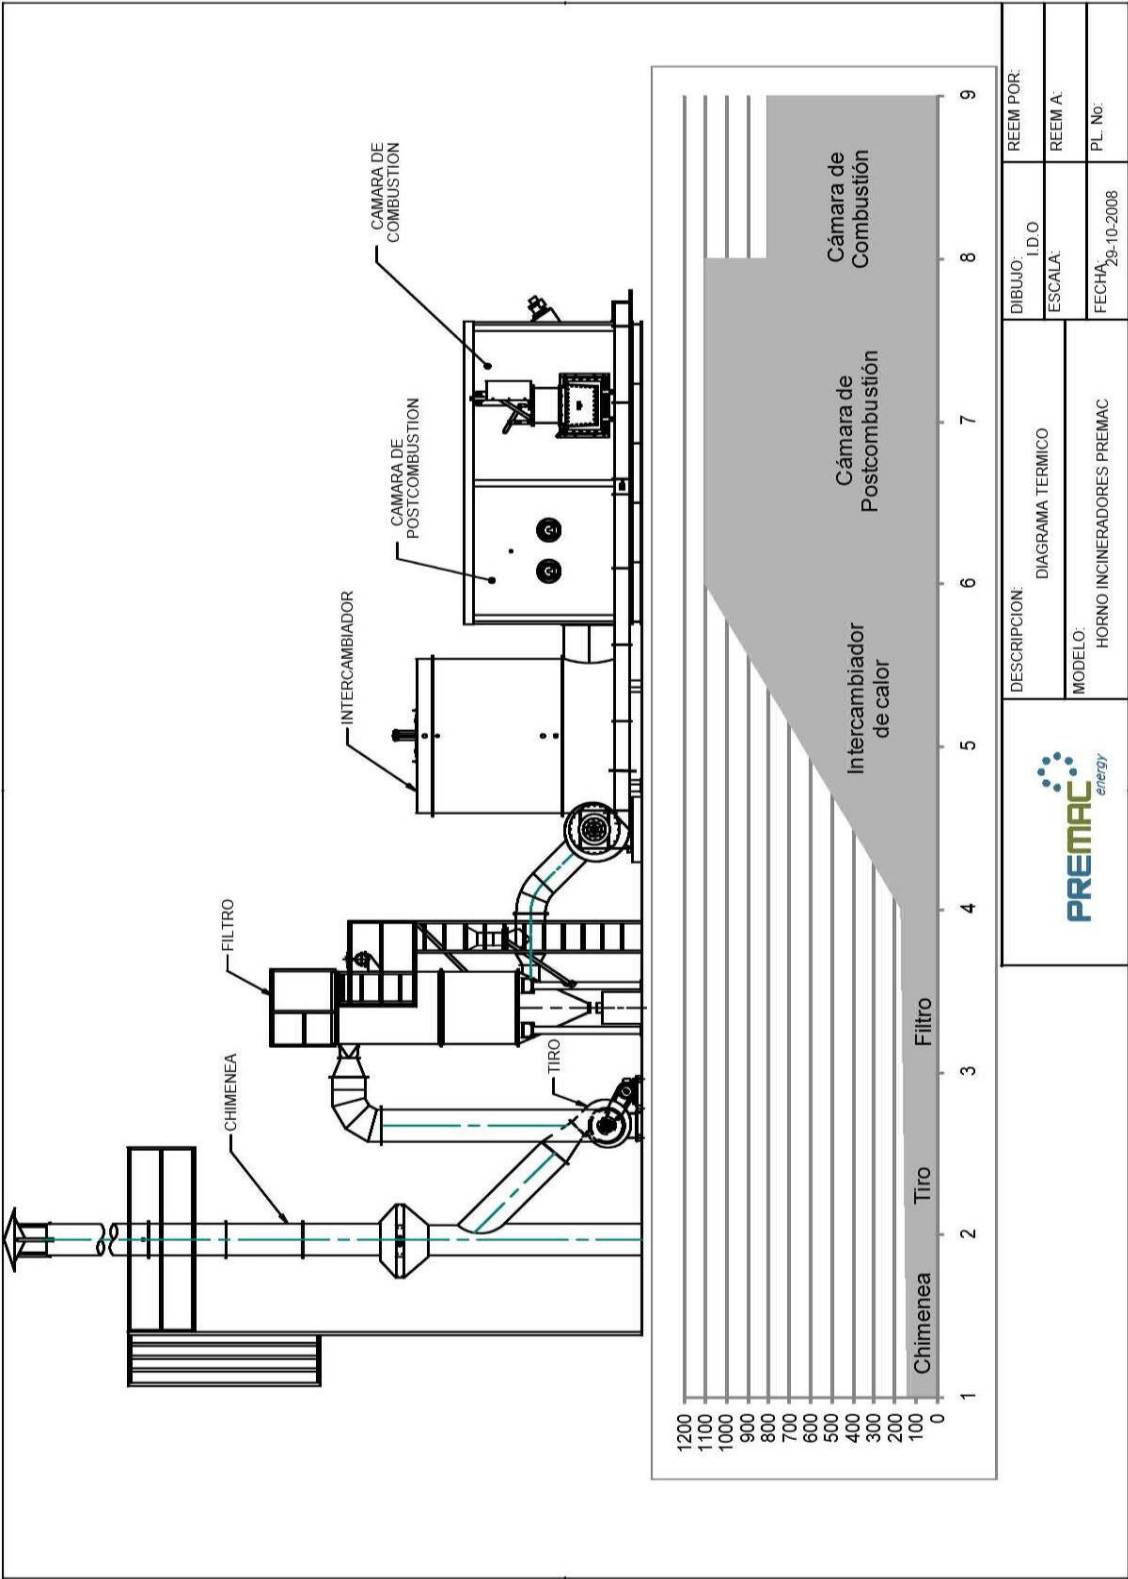 CHIMENEA
FILTRO
TIRO
INTERCAMBIADOR
CAMARA DE
POSTCOMBUSTION
CAMARA DE
COMBUSTION
1200
1100
1000
900
800
700
600
500
400
300
200
100
0
1
2
3
4
5
6
7
8
9
Chimenea
Tiro
Filtro
Intercambiador
de calor
Cámara de
Postcombustión
Cámara de
Combustión
PREMAC
energy
DESCRIPCION:
DIAGRAMA TERMICO
MODELO:
HORNO INCINERADORES PREMAC
DIBUJO:
I.D.O
ESCALA:
FECHA:
29-10-2008
REEM POR:
REEM A:
PL. No: